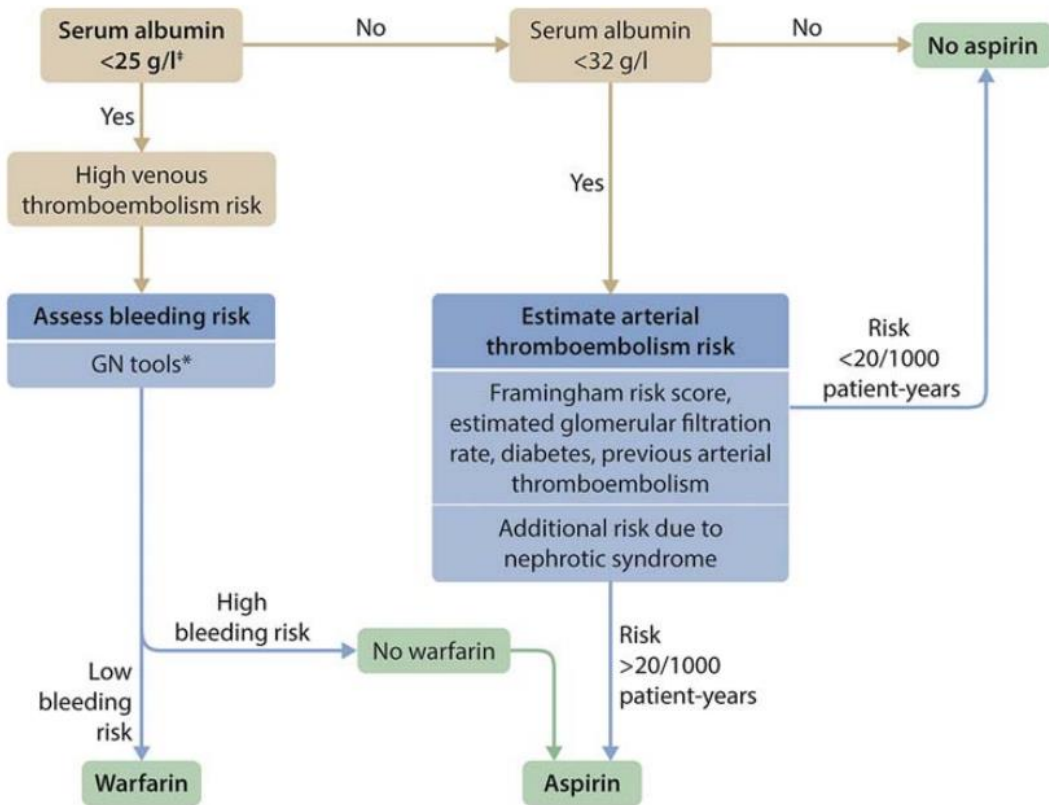 Serum albumin
<25 g/l‡
No
Serum albumin
<32 g/l
No
No aspirin
Yes
High venous
thromboembolism risk
Yes
Assess bleeding risk
GN tools*
Estimate arterial
thromboembolism risk
Framingham risk score,
estimated glomerular filtration
rate, diabetes, previous arterial
thromboembolism
Additional risk due to
nephrotic syndrome
Risk
<20/1000
patient-years
High
bleeding risk
No warfarin
Low
bleeding
risk
Risk
>20/1000
patient-years
Warfarin
Aspirin